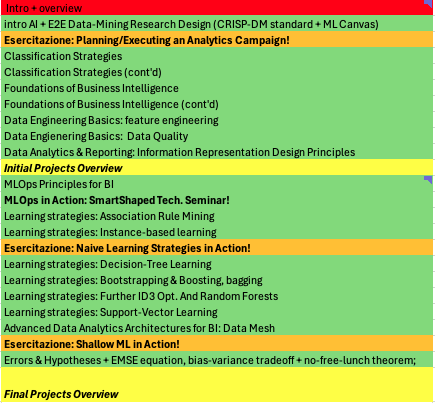 Intro + overview
intro AI + E2E Data-Mining Research Design (CRISP-DM standard + ML Canvas)
Esercitazione: Planning/Executing an Analytics Campaign!
Classification Strategies
Classification Strategies (cont'd)
Foundations of Business Intelligence
Foundations of Business Intelligence (cont'd)
Data Engineering Basics: feature engineering
Data Engienering Basics: Data Quality
Data Analytics & Reporting: Information Representation Design Principles
Initial Projects Overview
MLOps Principles for BI
MLOps in Action: SmartShaped Tech. Seminar!
Learning strategies: Association Rule Mining
Learning strategies: Instance-based learning
Esercitazione: Naive Learning Strategies in Action!
Learning strategies: Decision-Tree Learning
Learning strategies: Bootstrapping & Boosting, bagging
Learning strategies: Further ID3 Opt. And Random Forests
Learning strategies: Support-Vector Learning
Advanced Data Analytics Architectures for BI: Data Mesh
Esercitazione: Shallow ML in Action!
Errors & Hypotheses + EMSE equation, bias-variance tradeoff + no-free-lunch theorem;
Final Projects Overview